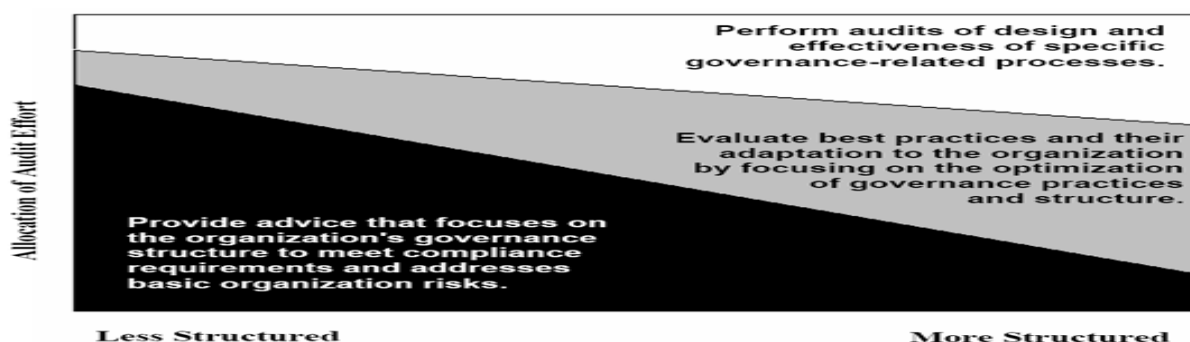 Perform audits of design and
effectiveness of specific
governance-related processes.
Allocation of Audit Effort
Evaluate best practices and their
adaptation to the organization
by focusing on the optimization
of governance practices
and structure.
Provide advice that focuses on
the organization's governance
structure to meet compliance
requirements and addresses
basic organization risks.
Less Structured
More Structured